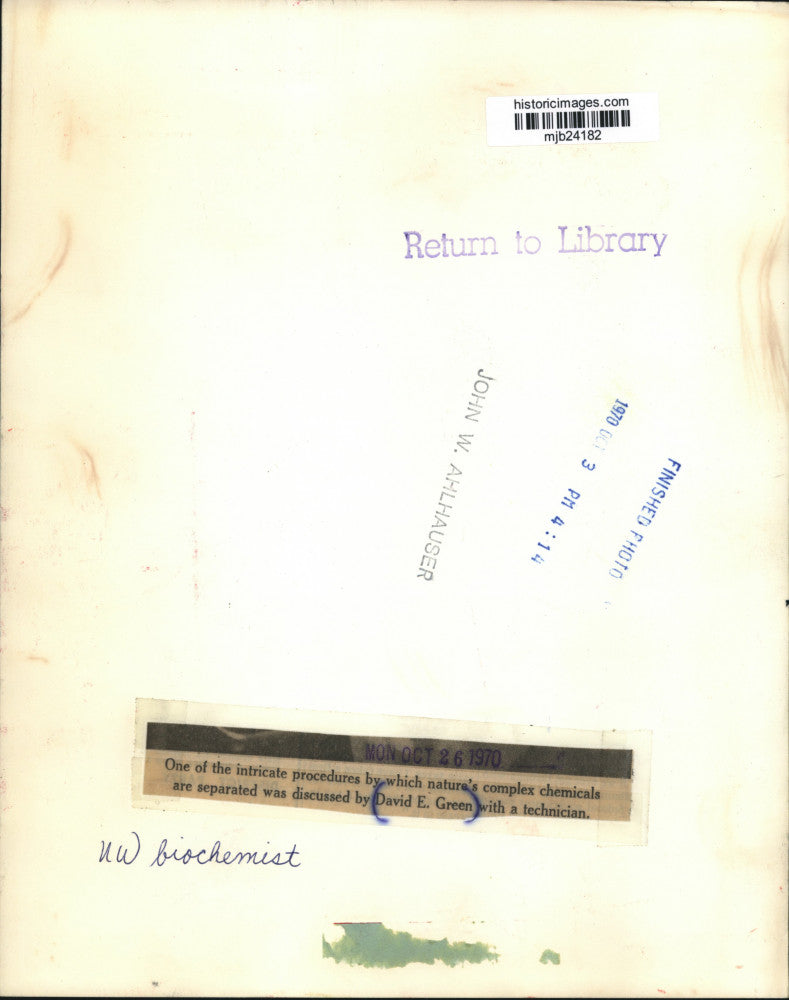 historicimages.com
mjb24182
Return to Library
JOHN W. AHLHAUSER
1970 OCT 3 PM 4:14
FINISHED PHOTO
MON OCT 26 1970
One of the intricate procedures by which nature's complex chemicals
are separated was discussed by (David E. Green) with a technician.
UW biochemist